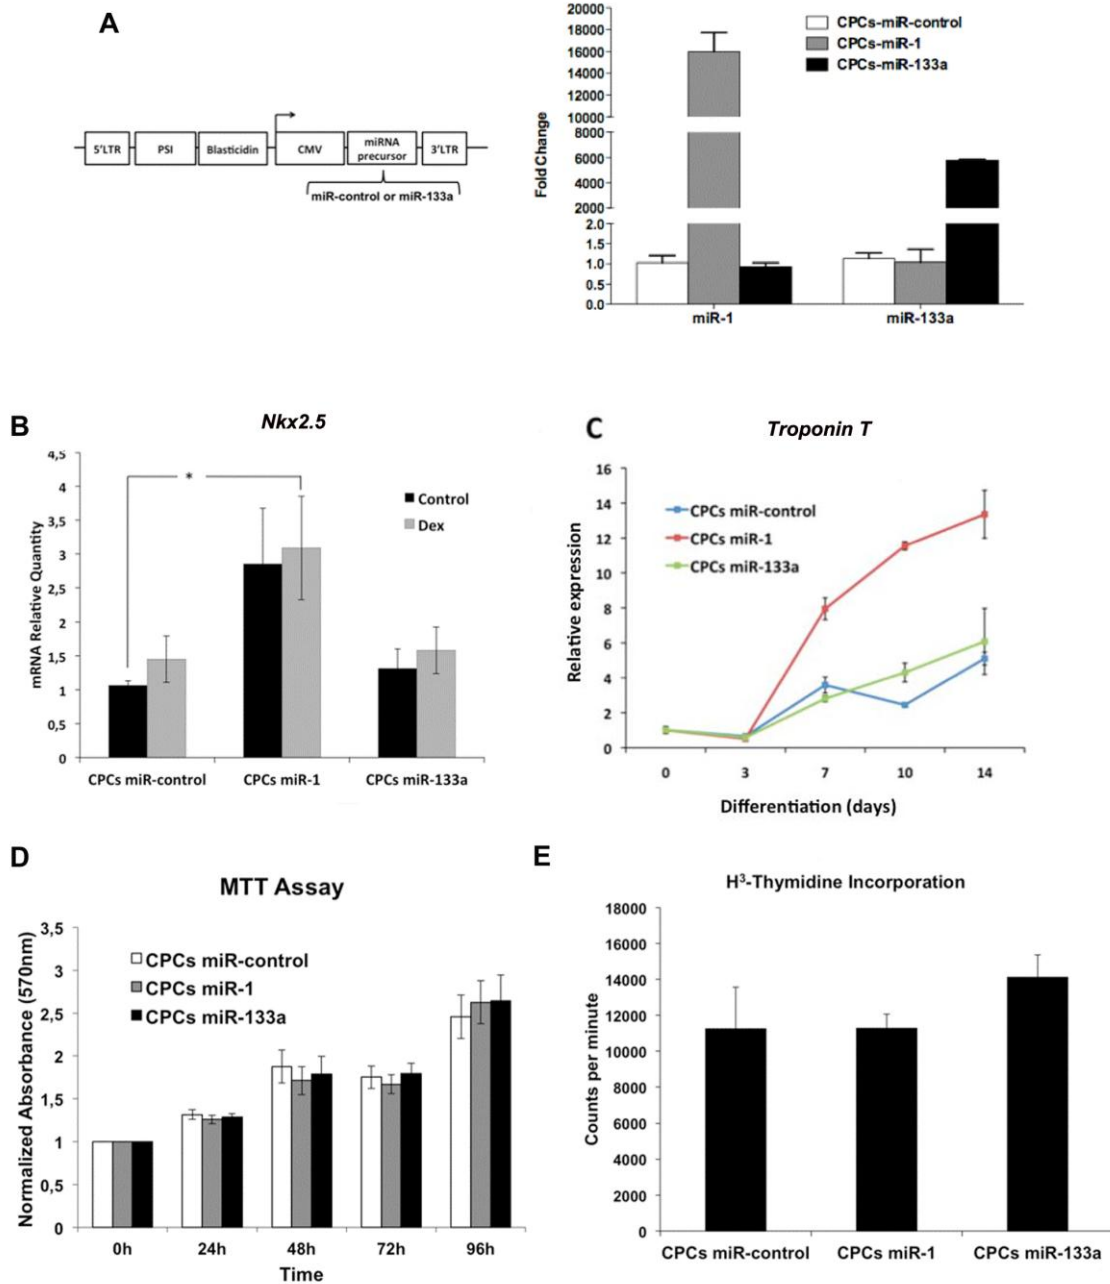 A
5'LTR
PSI
Blasticidin
CMV
miRNA
precursor
3'LTR
miR-control or miR-133a
20000
18000
16000
14000
12000
10000
8000
6000
4000
2000
2.0
1.5
1.0
0.5
0.0
Fold Change
CPCs-miR-control
CPCs-miR-1
CPCs-miR-133a
miR-1
miR-133a
B
Nkx2.5
4,5
4
3,5
3
2,5
2
1,5
1
0,5
0
mRNA Relative Quantity
*
Control
Dex
CPCs miR-control
CPCs miR-1
CPCs miR-133a
C
Troponin T
16
14
12
10
8
6
4
2
0
Relative expression
CPCs miR-control
CPCs miR-1
CPCs miR-133a
0
3
7
10
14
Differentiation (days)
D
MTT Assay
3,5
3
2,5
2
1,5
1
0,5
0
Normalized Absorbance (570nm)
CPCs miR-control
CPCs miR-1
CPCs miR-133a
0h
24h
48h
72h
96h
Time
E
H³-Thymidine Incorporation
18000
16000
14000
12000
10000
8000
6000
4000
2000
0
Counts per minute
CPCs miR-control
CPCs miR-1
CPCs miR-133a